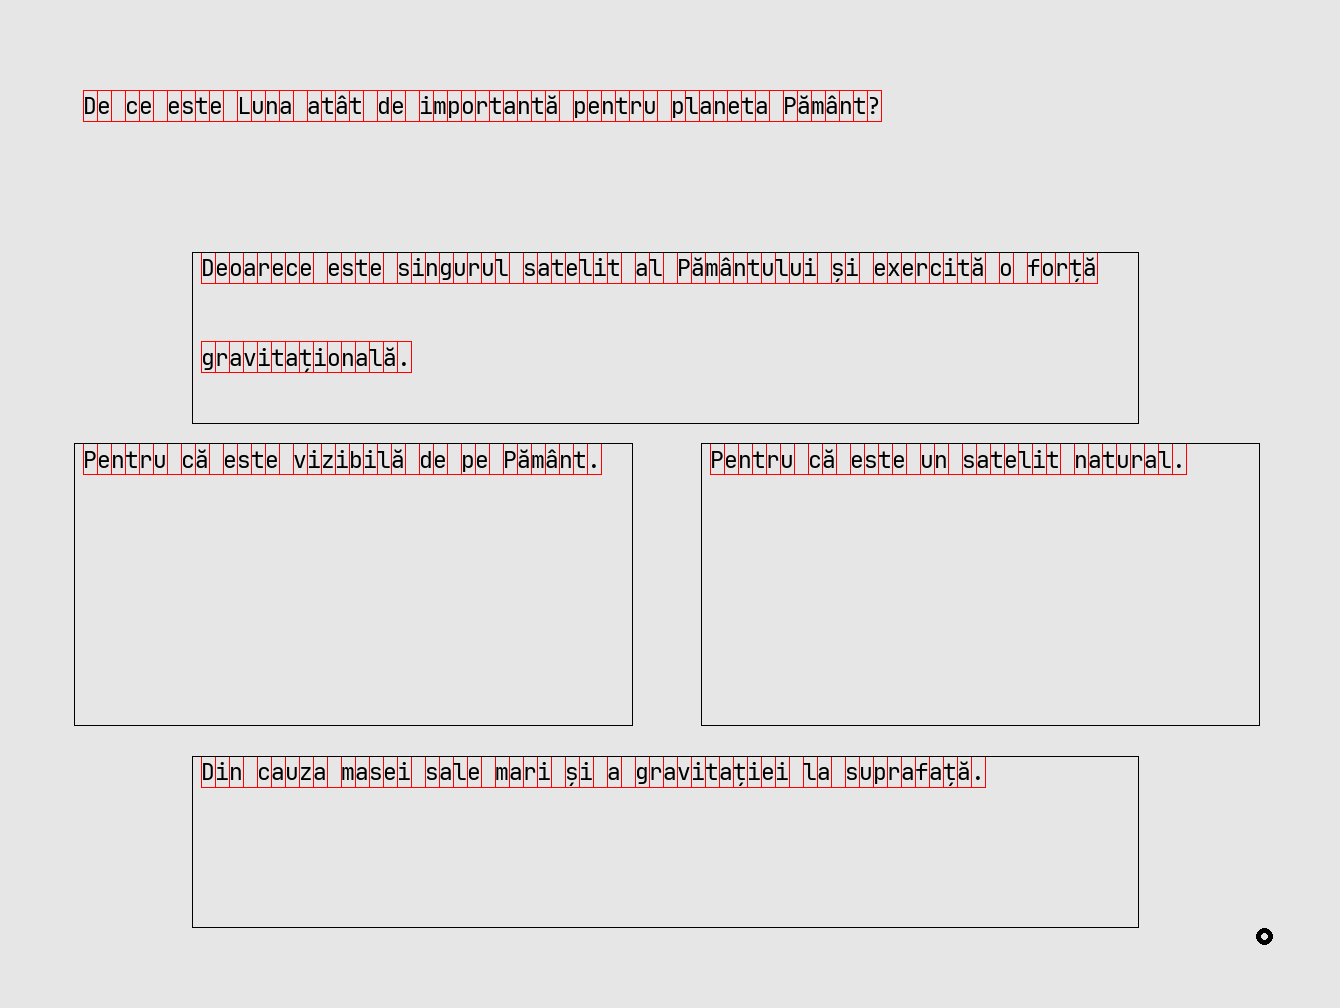 De ce este Luna atât de importantă pentru planeta Pământ?
Deoarece este singurul satelit al Pământului și exercită o forță
gravitațională.
Pentru că este vizibilă de pe Pământ.
Pentru că este un satelit natural.
Din cauza masei sale mari și a gravitației la suprafață.